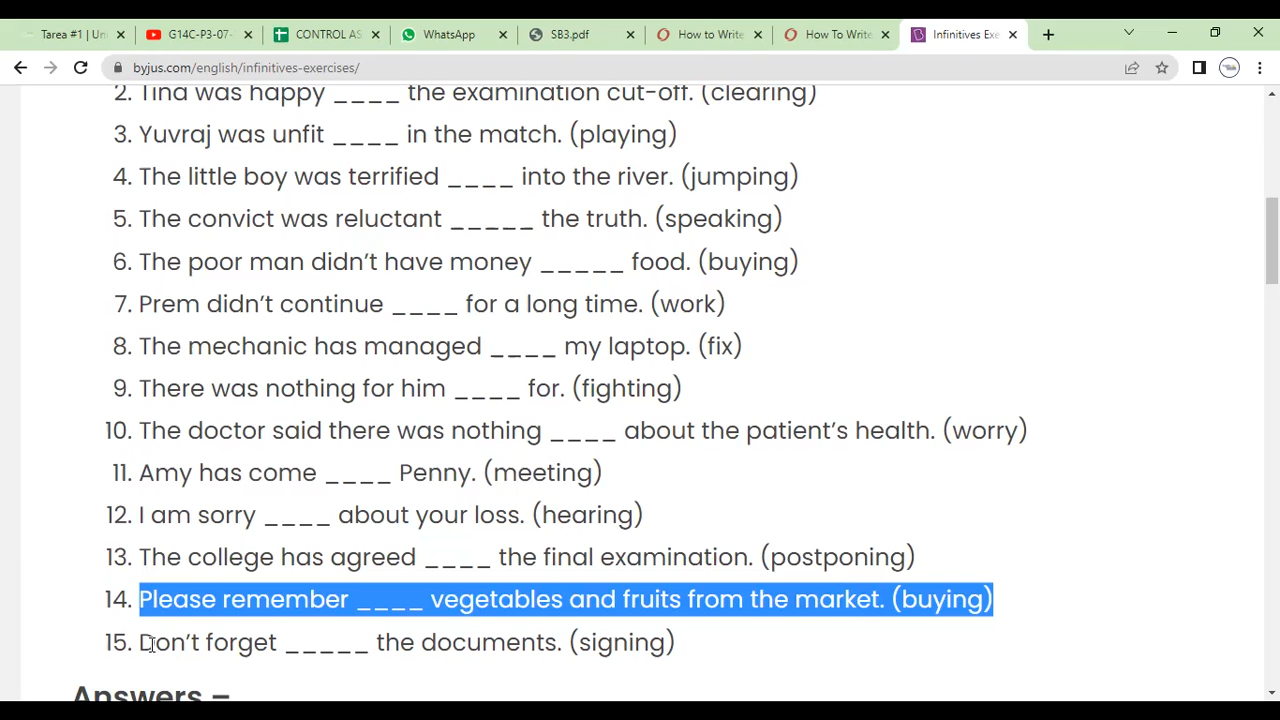 Tarea #1 | Un
G14C-P3-07-
CONTROL AS
WhatsApp
SB3.pdf
How to Write
How To Write
Infinitives Exe
byjus.com/english/infinitives-exercises/
2. Tina was happy ____ the examination cut-off. (clearing)
3. Yuvraj was unfit ____ in the match. (playing)
4. The little boy was terrified ____ into the river. (jumping)
5. The convict was reluctant _____ the truth. (speaking)
6. The poor man didn’t have money _____ food. (buying)
7. Prem didn’t continue ____ for a long time. (work)
8. The mechanic has managed ____ my laptop. (fix)
9. There was nothing for him ____ for. (fighting)
10. The doctor said there was nothing ____ about the patient’s health. (worry)
11. Amy has come ____ Penny. (meeting)
12. I am sorry ____ about your loss. (hearing)
13. The college has agreed ____ the final examination. (postponing)
14. Please remember ____ vegetables and fruits from the market. (buying)
15. Don’t forget _____ the documents. (signing)
Answers –